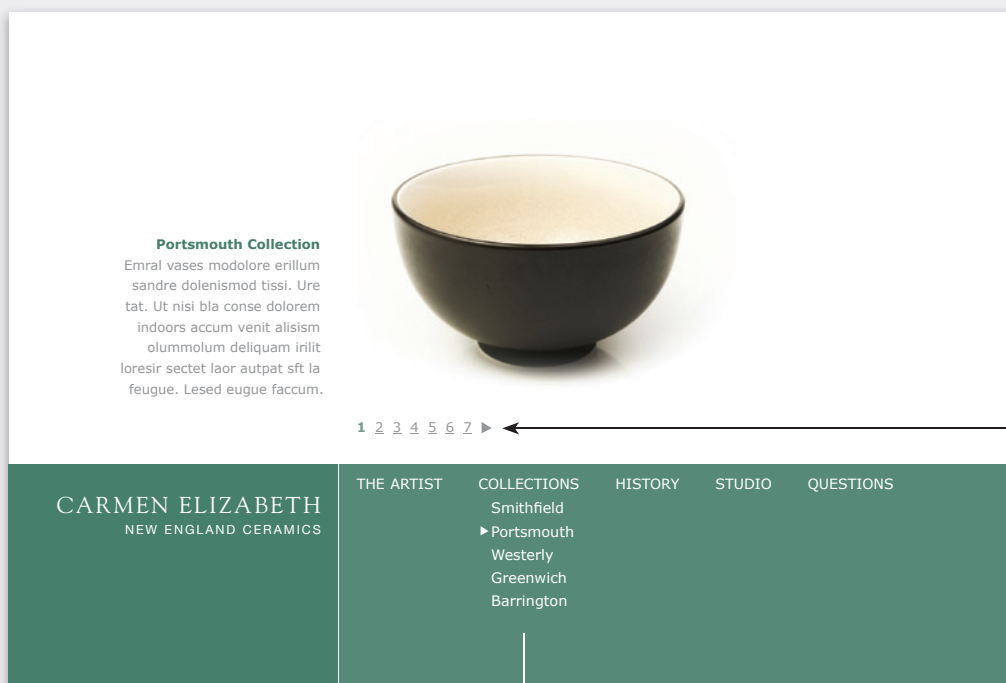 Portsmouth Collection
Emral vases modolore erillum
sandre dolenismod tissi. Ure
tat. Ut nisi bla conse dolorem
indoors accum venit alisism
olummolum deliquam irilit
loresir sectet laor autpat sft la
feugue. Lesed eugue faccum.
1 2 3 4 5 6 7
CARMEN ELIZABETH
NEW ENGLAND CERAMICS
THE ARTIST COLLECTIONS HISTORY STUDIO QUESTIONS
Smithfield
Portsmouth
Westerly
Greenwich
Barrington